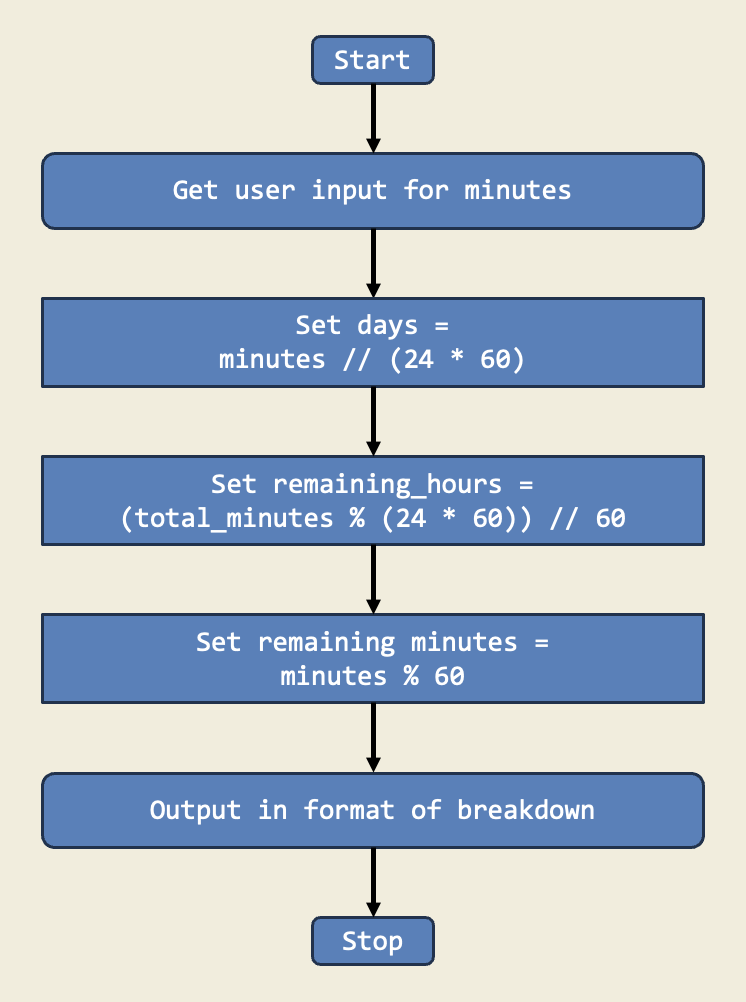 Start
Get user input for minutes
Set days =
minutes // (24 * 60)
Set remaining_hours =
(total_minutes % (24 * 60)) // 60
Set remaining minutes =
minutes % 60
Output in format of breakdown
Stop